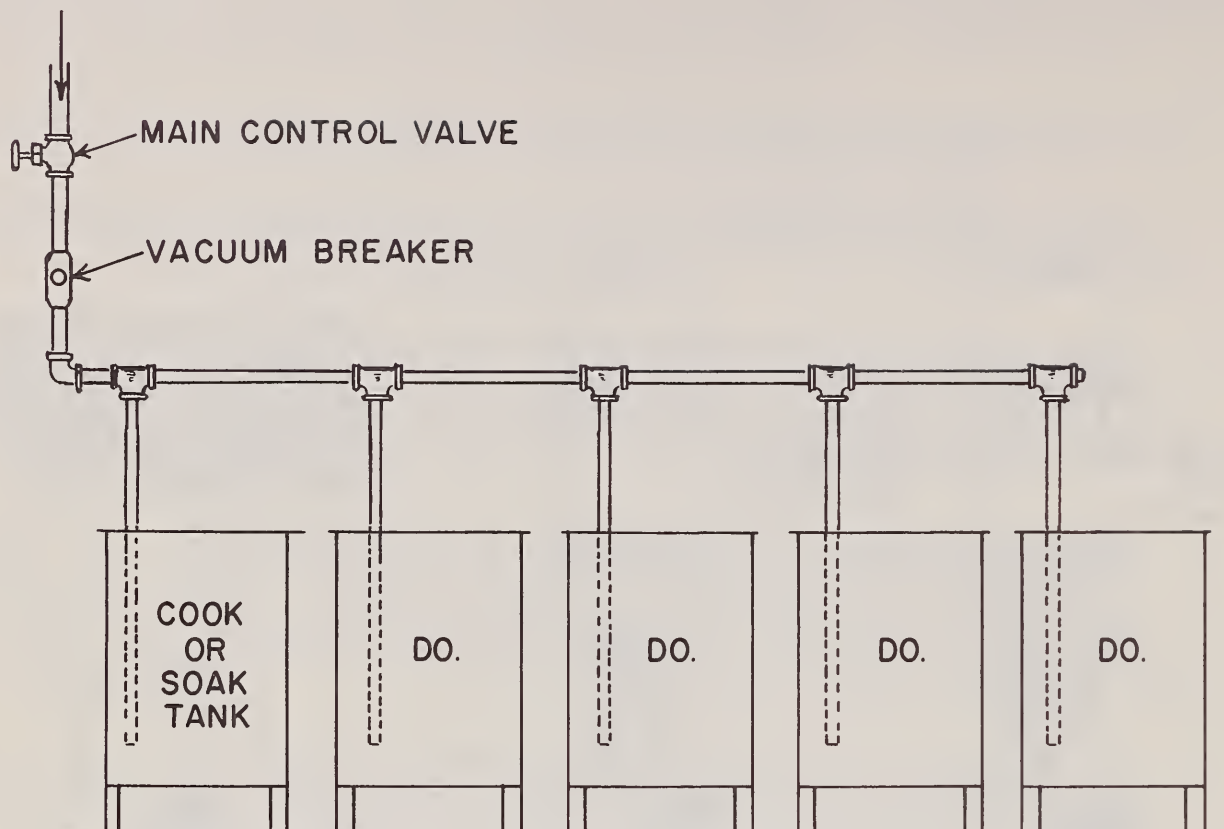 MAIN CONTROL VALVE
VACUUM BREAKER
COOK
OR
SOAK
TANK
DO.
DO.
DO.
DO.